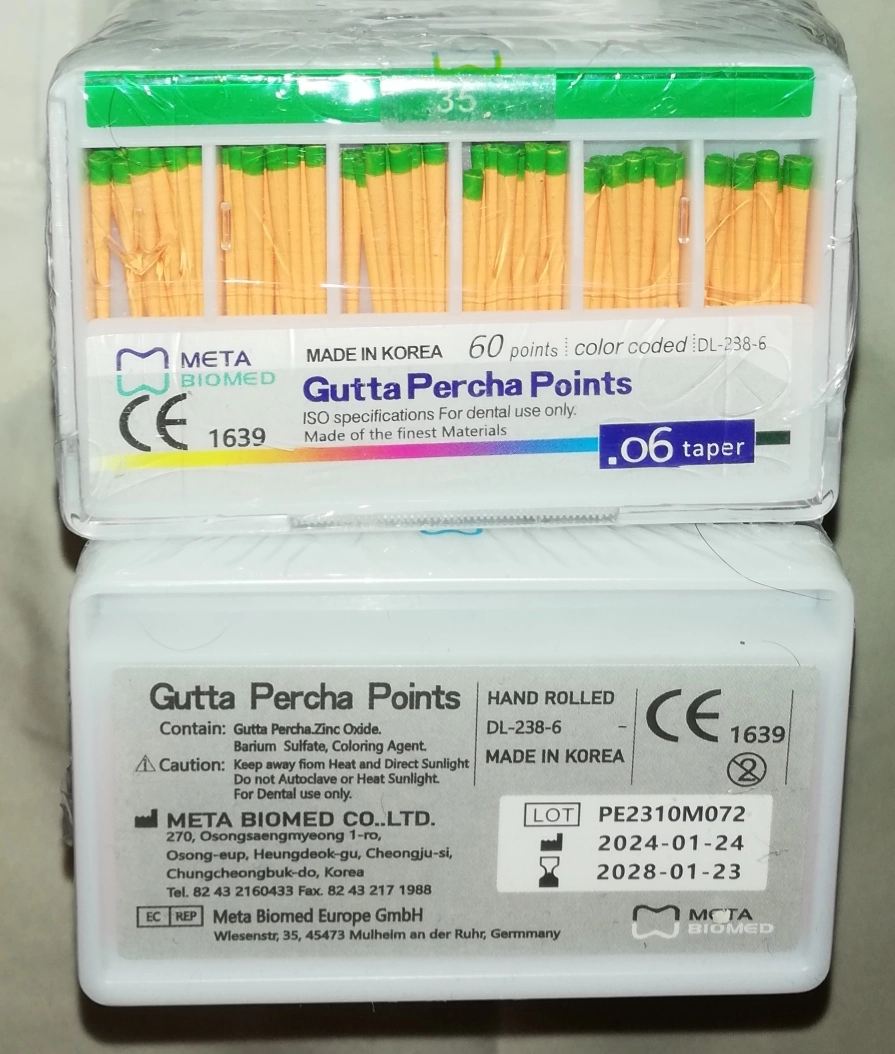 35
META
BIOMED
MADE IN KOREA 60 points color coded DL-238-6
Gutta Percha Points
ISO specifications For dental use only.
Made of the finest Materials
CE 1639
.06 taper
Gutta Percha Points
Contain: Gutta Percha.Zinc Oxide.
Barium Sulfate, Coloring Agent.
Caution: Keep away fiom Heat and Direct Sunlight
Do not Autoclave or Heat Sunlight.
For Dental use only.
HAND ROLLED
DL-238-6 –
MADE IN KOREA
CE 1639
2
META BIOMED CO..LTD.
270, Osongsaengmyeong 1-ro,
Osong-eup, Heungdeok-gu, Cheongju-si,
Chungcheongbuk-do, Korea
Tel. 82 43 2160433 Fax. 82 43 217 1988
EC REP Meta Biomed Europe GmbH
Wiesenstr, 35, 45473 Mulheim an der Ruhr, Germmany
LOT PE2310M072
2024-01-24
2028-01-23
META
BIOMED